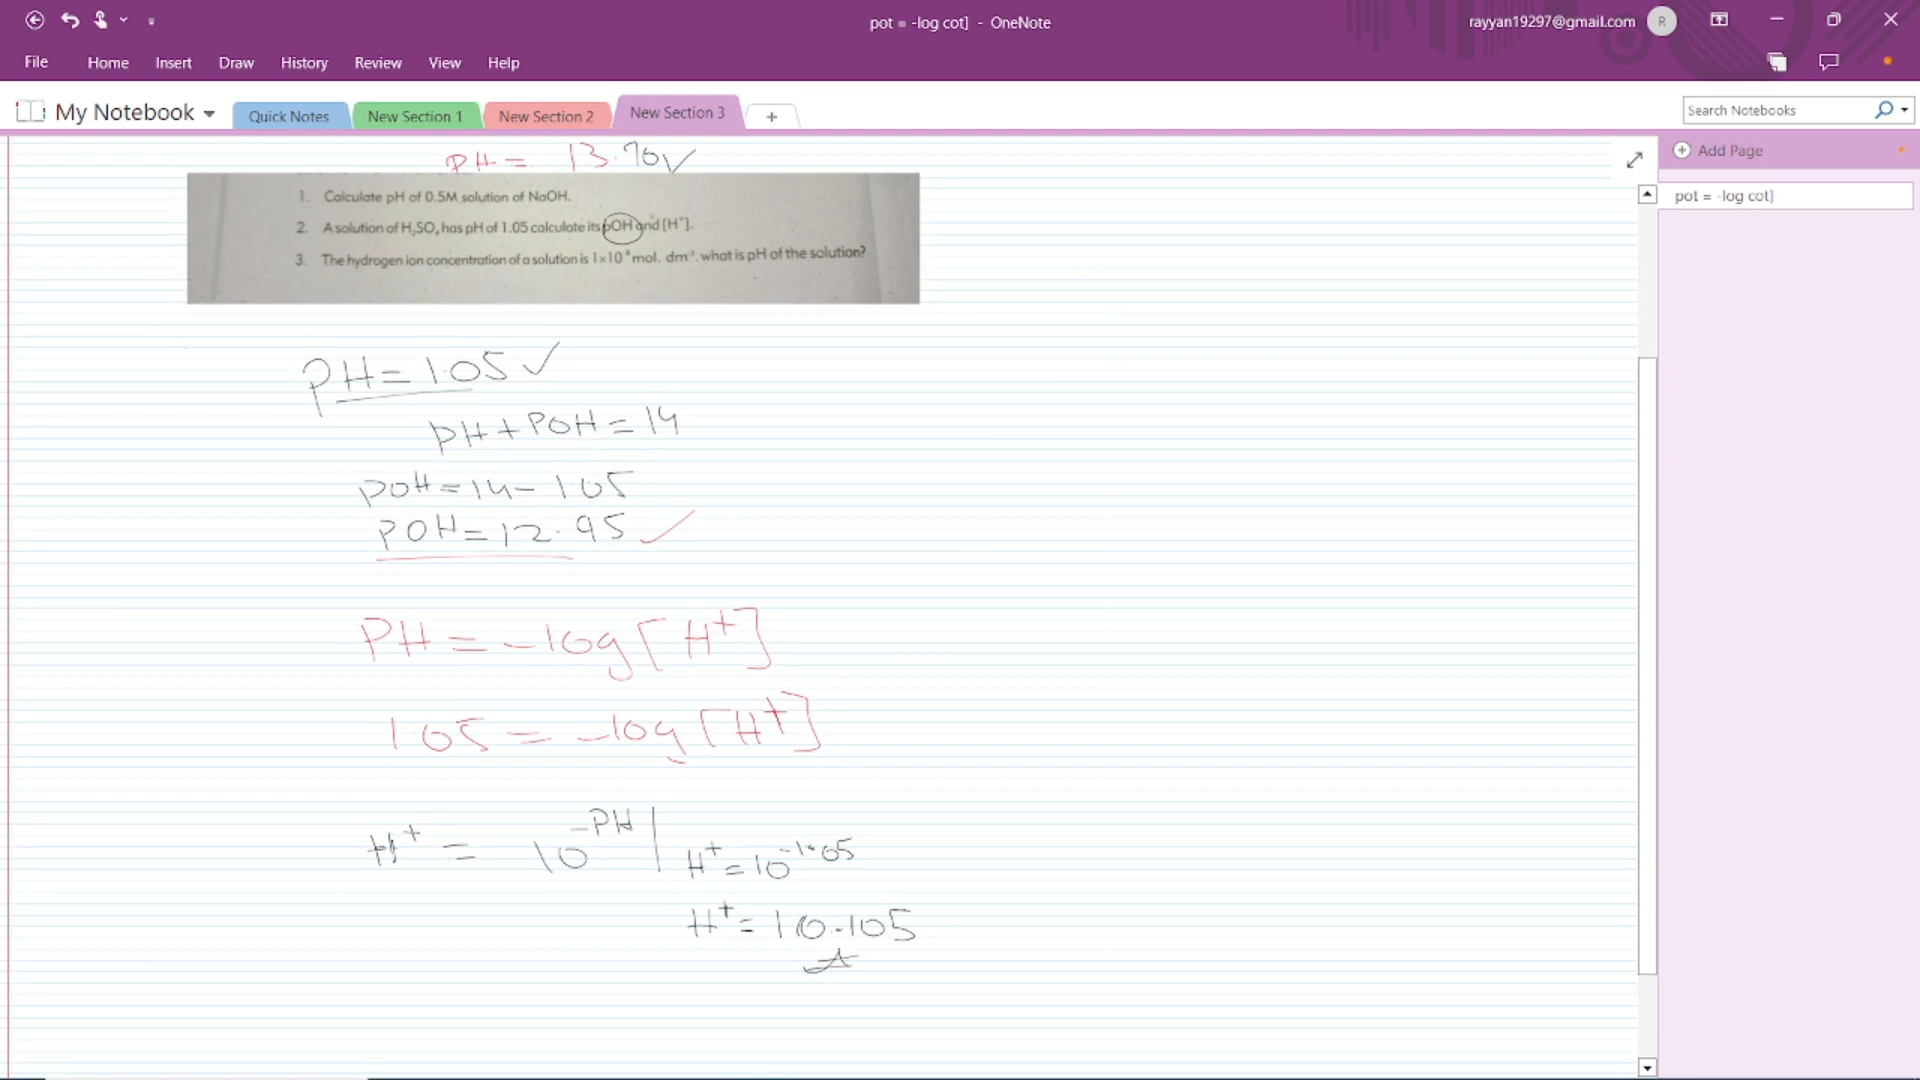 pot = -log cot] - OneNote
rayyan19297@gmail.com
R
File Home Insert Draw History Review View Help
My Notebook
Quick Notes
New Section 1
New Section 2
New Section 3
+
Search Notebooks
Add Page
pot = -log cot]
PH = 13.70✓
1. Calculate pH of 0.5M solution of NaOH.
2. A solution of H₂SO₄ has pH of 1.05 calculate its pOH and [H⁺].
3. The hydrogen ion concentration of a solution is 1×10 mol. dm⁻³. what is pH of the solution?
PH = 1.05 ✓
PH + POH = 14
POH = 14 - 1.05
POH = 12.95 ✓
PH = -log[H⁺]
1.05 = -log[H⁺]
H⁺ = 10^-PH
H⁺ = 10^-1.05
H⁺ = 10.105